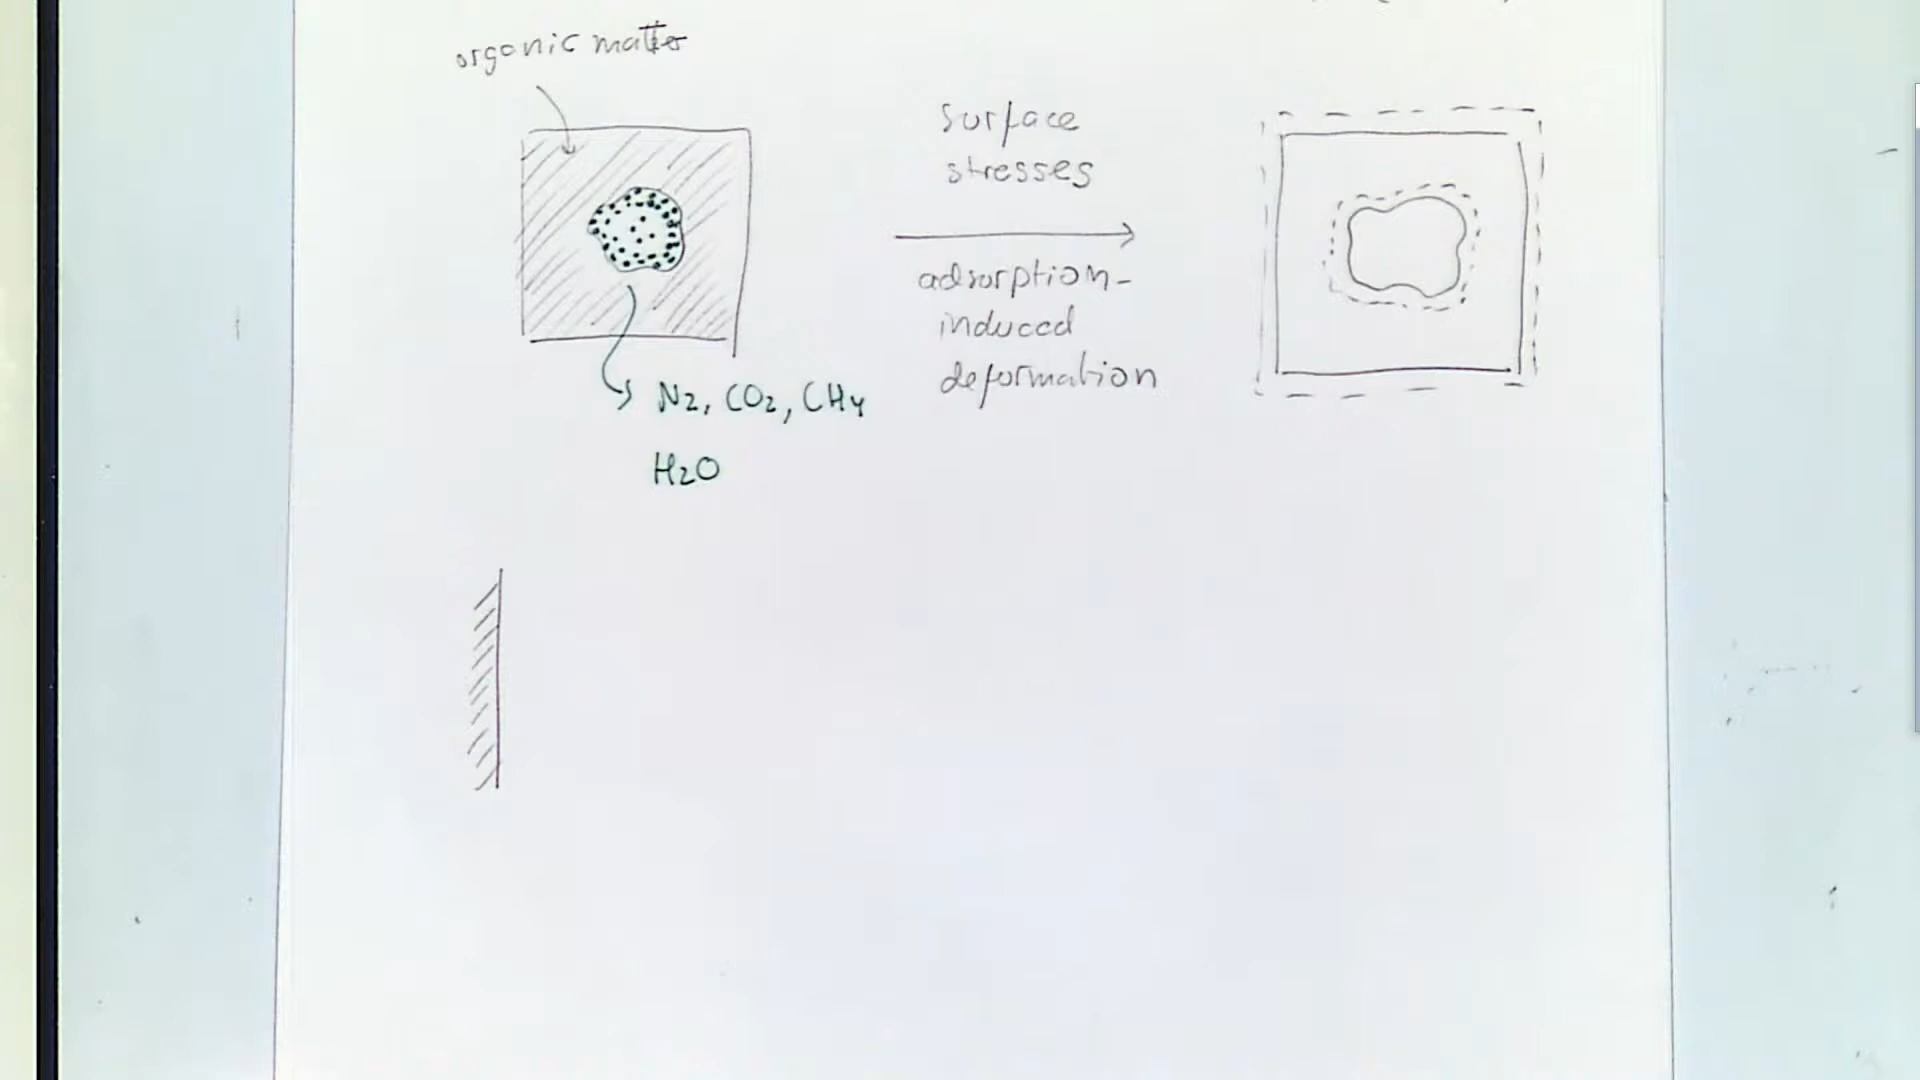 organic matter
surface
stresses
adsorption-
induced
deformation
N2, CO2, CH4
H2O